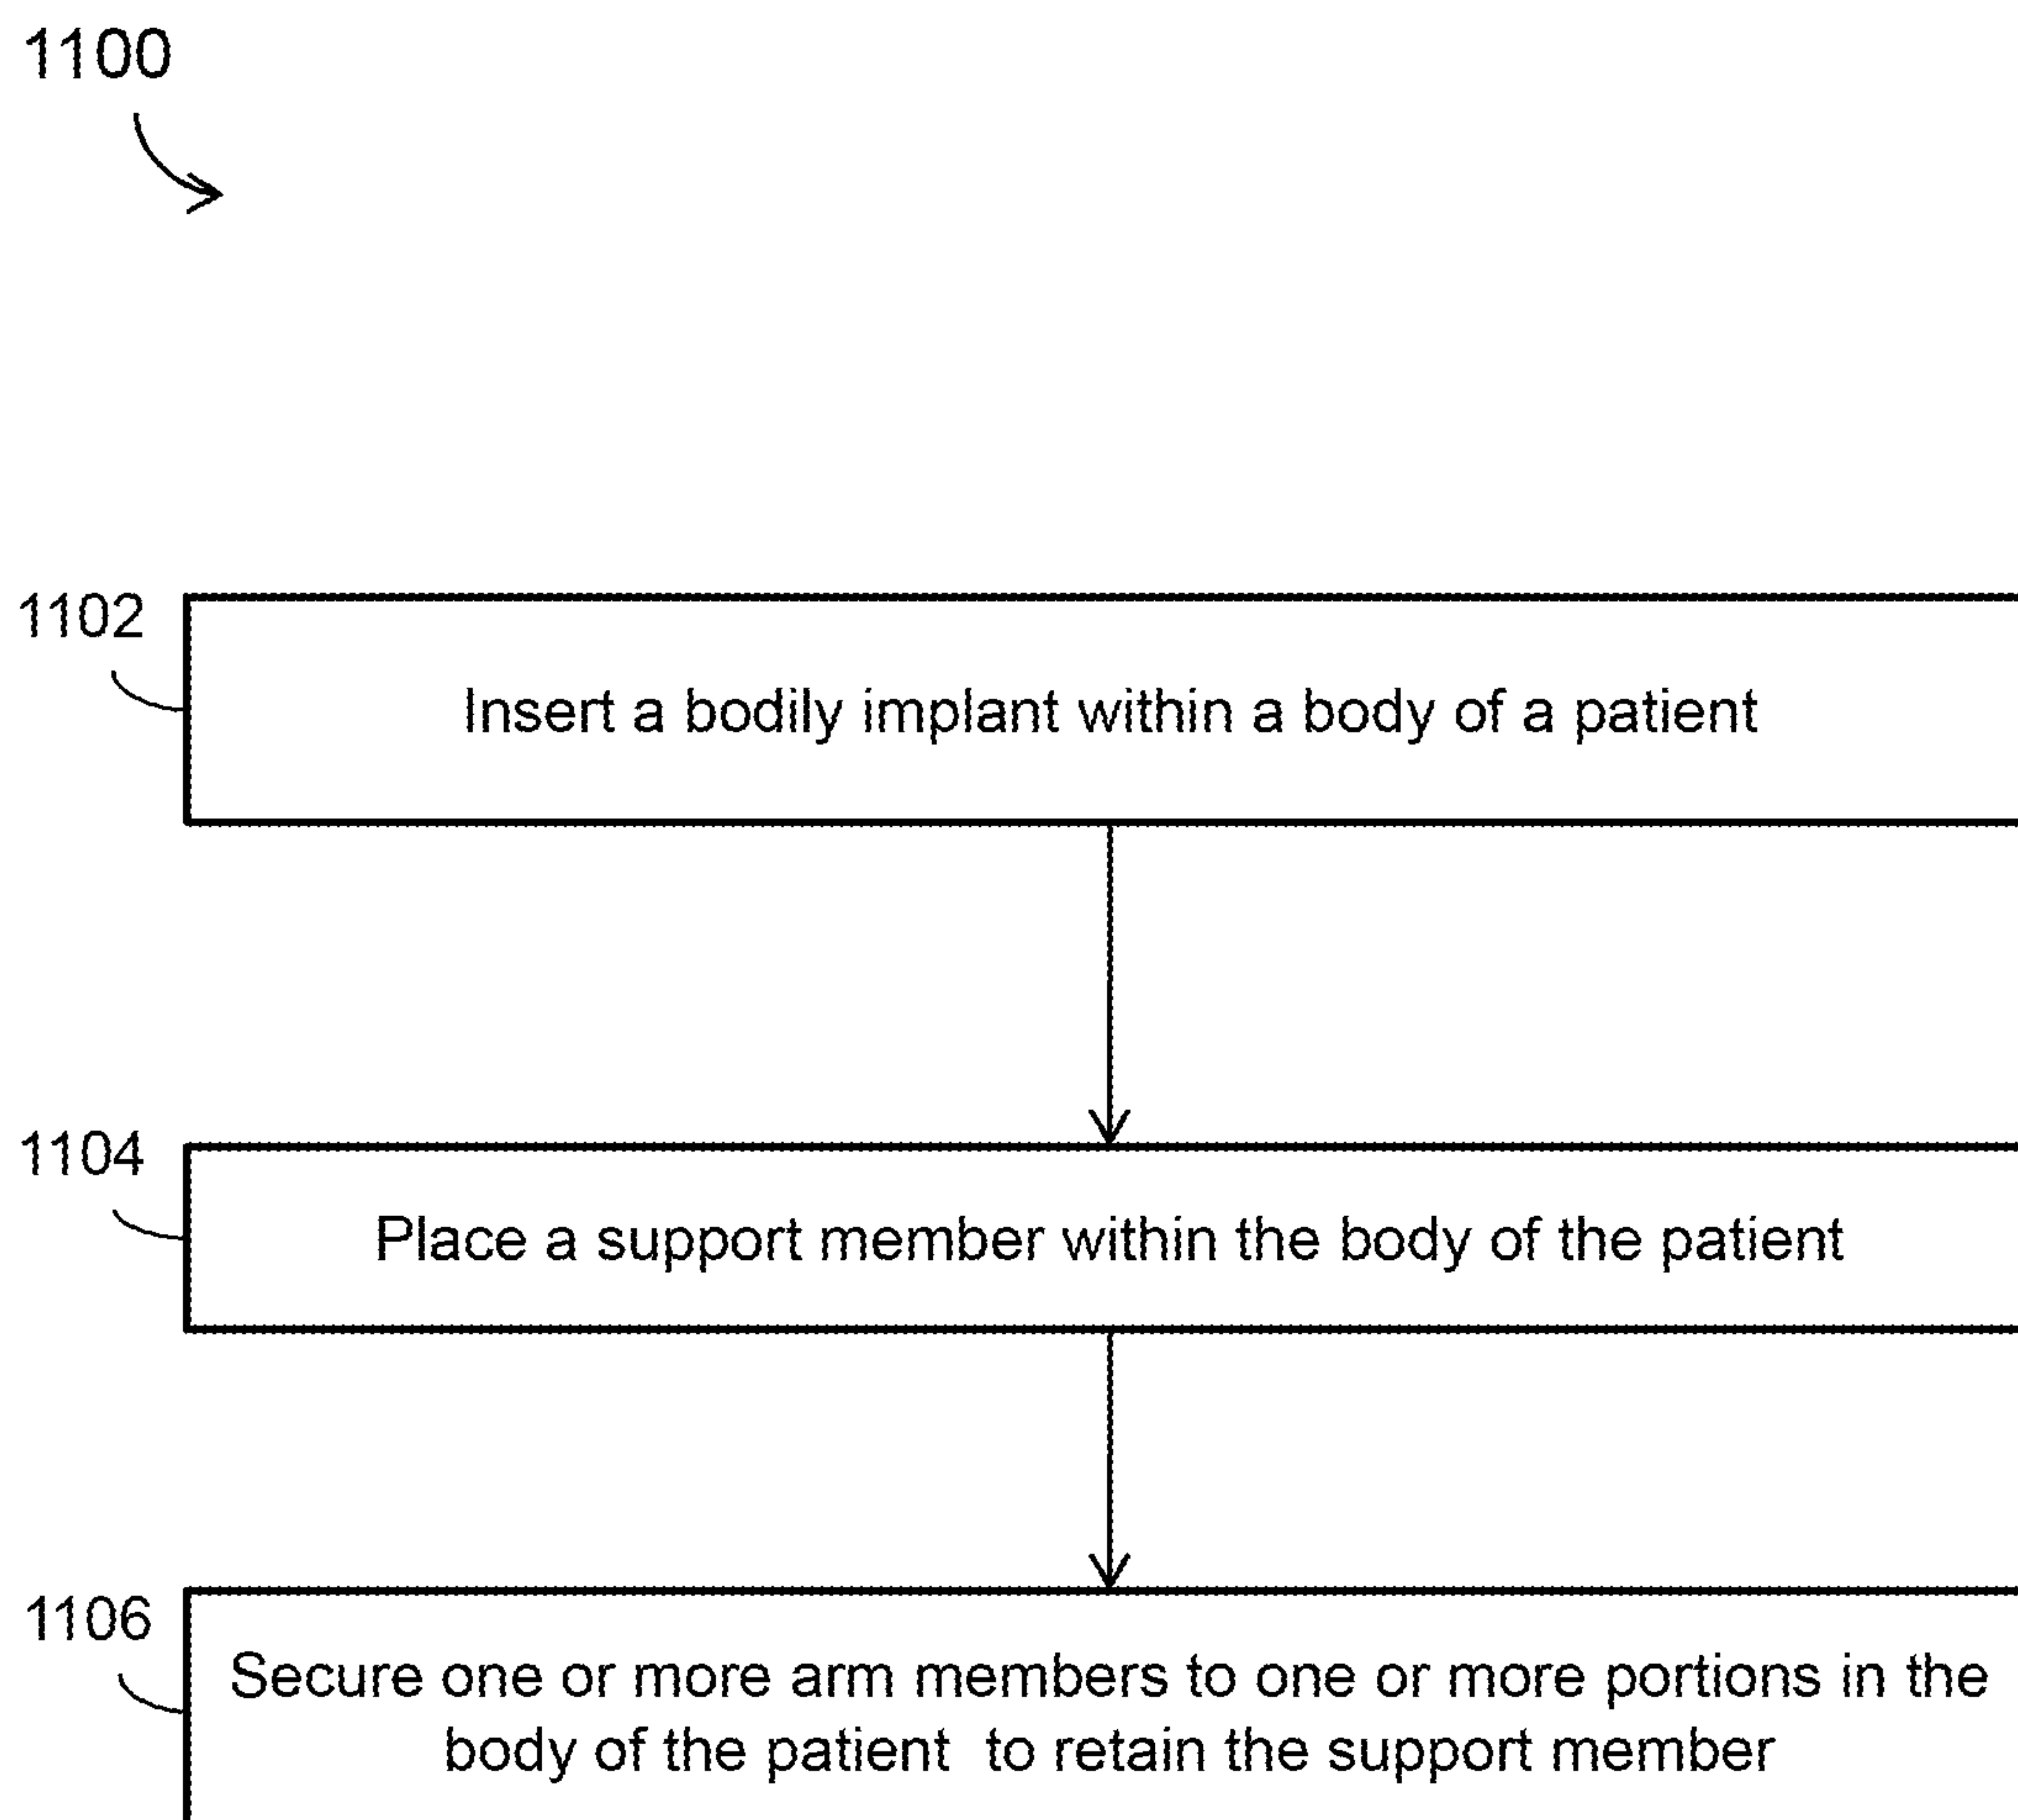 1100
1102
Insert a bodily implant within a body of a patient
1104
Place a support member within the body of the patient
1106
Secure one or more arm members to one or more portions in the
body of the patient to retain the support member